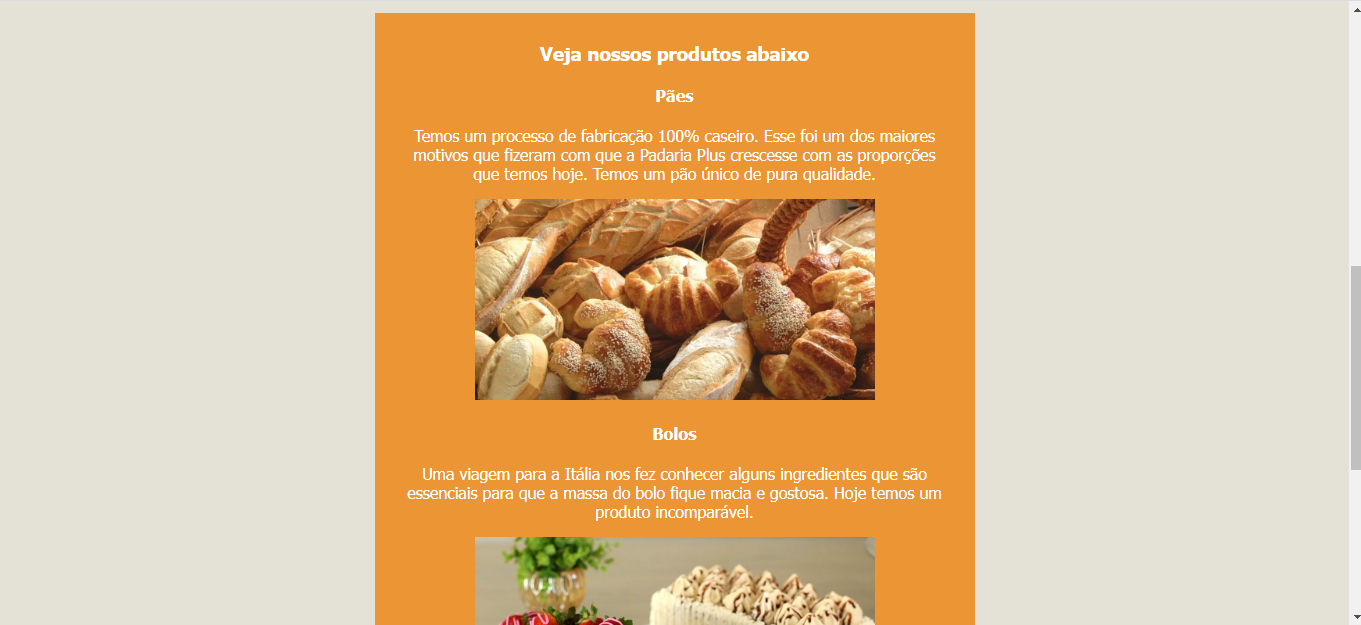 Veja nossos produtos abaixo
Pães
Temos um processo de fabricação 100% caseiro. Esse foi um dos maiores
motivos que fizeram com que a Padaria Plus crescesse com as proporções
que temos hoje. Temos um pão único de pura qualidade.
Bolos
Uma viagem para a Itália nos fez conhecer alguns ingredientes que são
essenciais para que a massa do bolo fique macia e gostosa. Hoje temos um
produto incomparável.